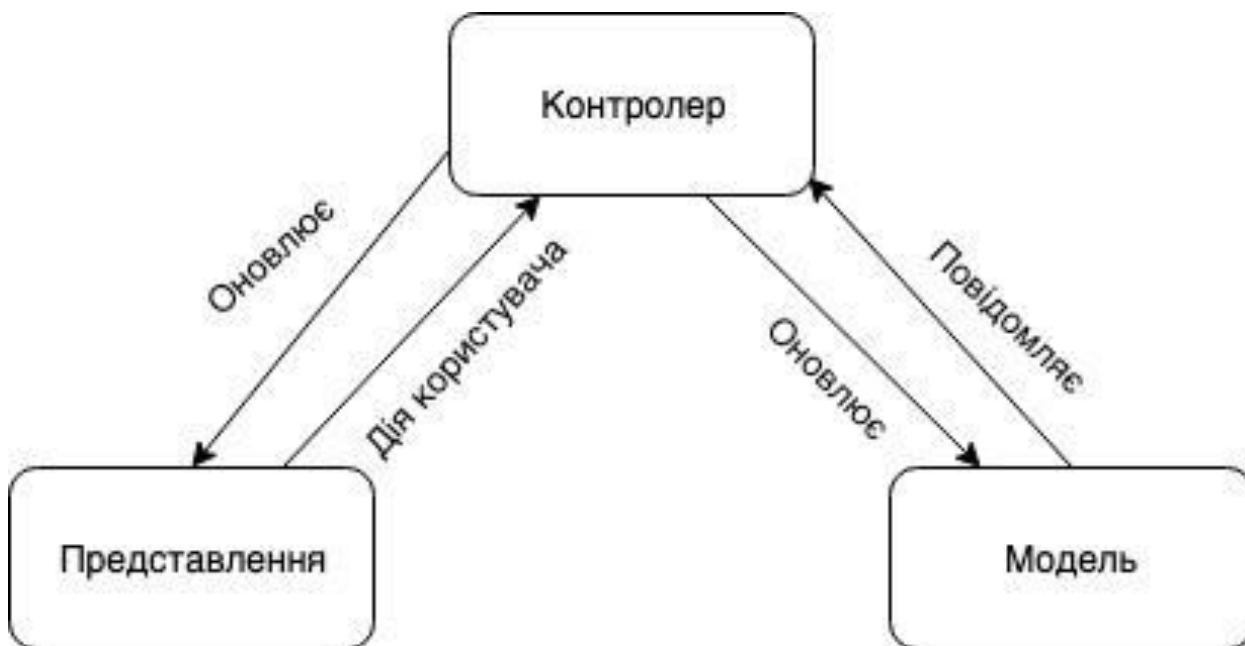 Контролер
Оновлює
Дія користувача
Оновлює
Повідомляє
Представлення
Модель